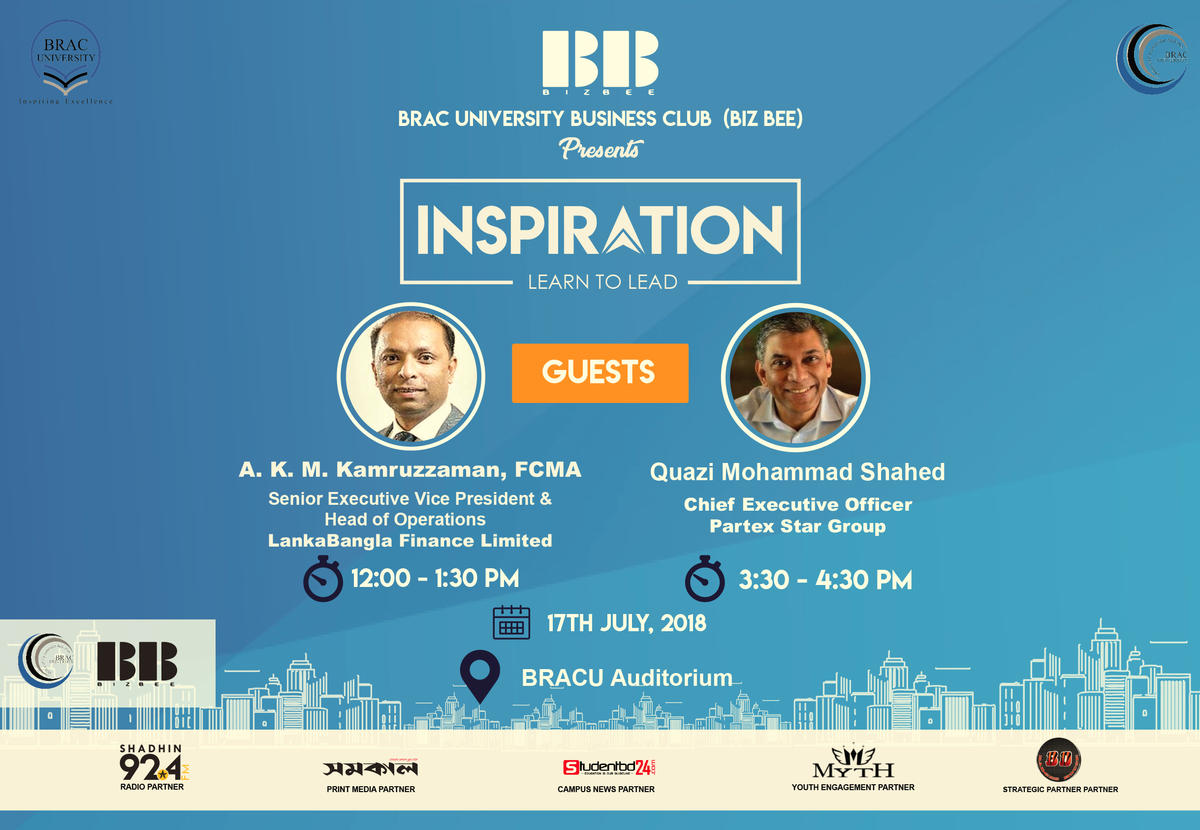 BRAC
UNIVERSITY
Inspiring Excellence
BB
BIZBEE
BRAC
BRAC UNIVERSITY BUSINESS CLUB (BIZ BEE)
Presents
INSPIRATION
LEARN TO LEAD
GUESTS
A. K. M. Kamruzzaman, FCMA
Senior Executive Vice President &
Head of Operations
LankaBangla Finance Limited
12:00 - 1:30 PM
Quazi Mohammad Shahed
Chief Executive Officer
Partex Star Group
3:30 - 4:30 PM
17TH JULY, 2018
BRACU Auditorium
BRAC
BB
BIZBEE
SHADHIN
92.4 FM
RADIO PARTNER
সমকাল
PRINT MEDIA PARTNER
Studentbd24.com
CAMPUS NEWS PARTNER
MYTH
YOUTH ENGAGEMENT PARTNER
STRATEGIC PARTNER PARTNER